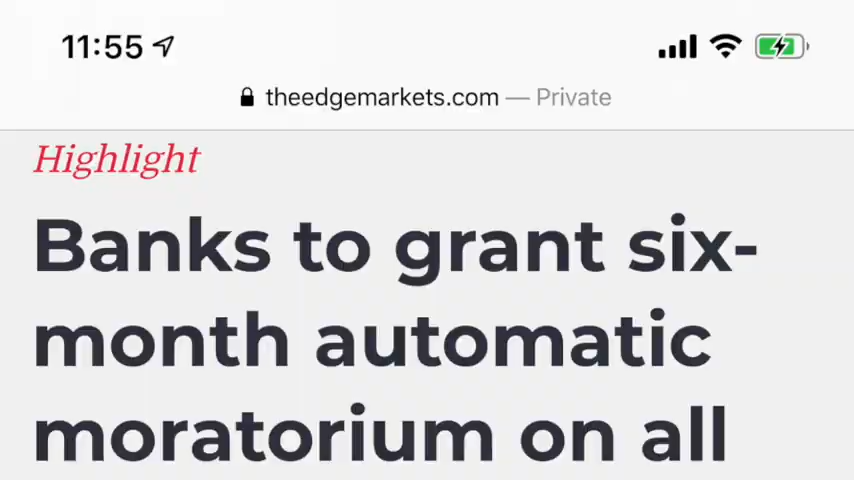 11:55
theedgemarkets.com — Private
Highlight
Banks to grant six-
month automatic
moratorium on all